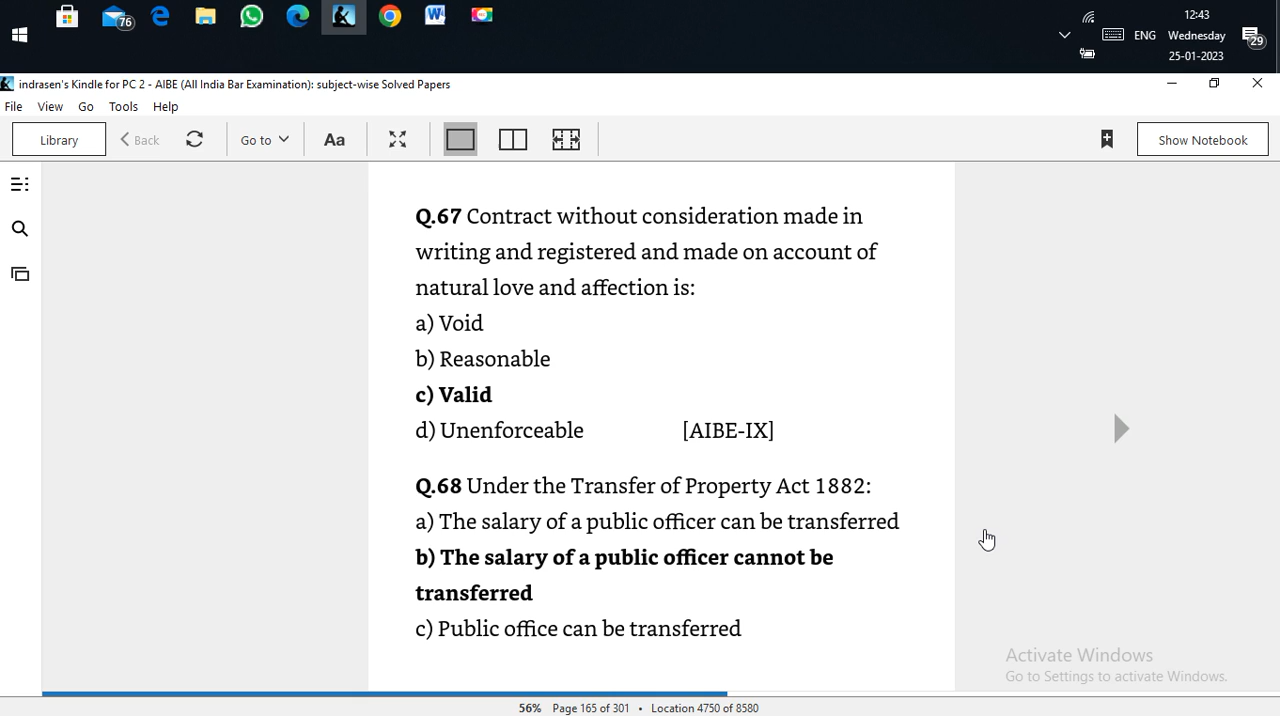 76
12:43
ENG
Wednesday
29
25-01-2023
indrasen's Kindle for PC 2 - AIBE (All India Bar Examination): subject-wise Solved Papers
File View Go Tools Help
Library Back Go to Aa Show Notebook
Q.67 Contract without consideration made in
writing and registered and made on account of
natural love and affection is:
a) Void
b) Reasonable
c) Valid
d) Unenforceable [AIBE-IX]
Q.68 Under the Transfer of Property Act 1882:
a) The salary of a public officer can be transferred
b) The salary of a public officer cannot be
transferred
c) Public office can be transferred
Activate Windows
Go to Settings to activate Windows.
56% Page 165 of 301 • Location 4750 of 8580